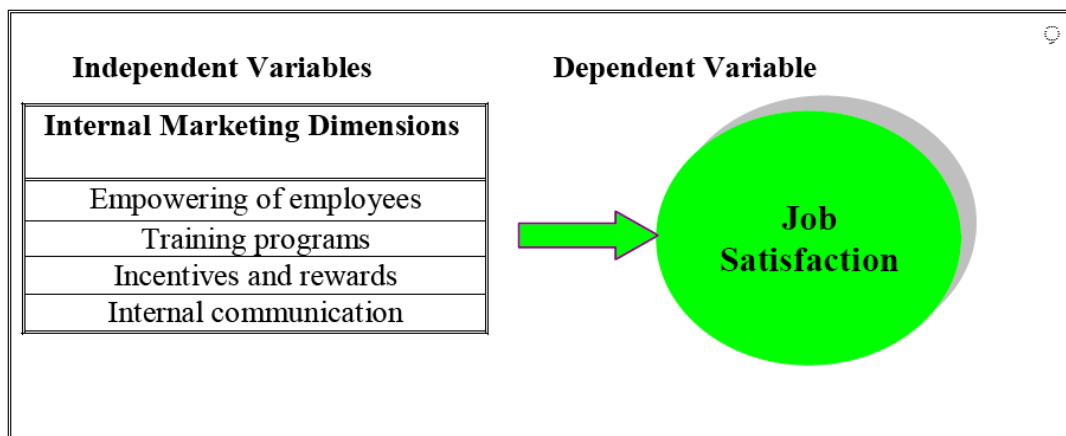 Independent Variables
Dependent Variable
Internal Marketing Dimensions
Empowering of employees
Training programs
Incentives and rewards
Internal communication
Job
Satisfaction